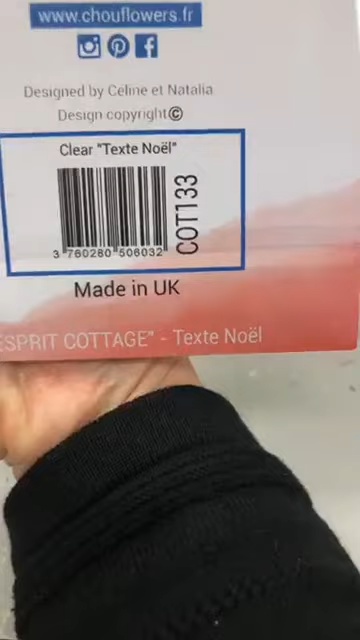 www.chouflowers.fr
Designed by Céline et Natalia
Design copyright©
Clear "Texte Noël"
3 760280 506032
COT133
Made in UK
ESPRIT COTTAGE" - Texte Noël